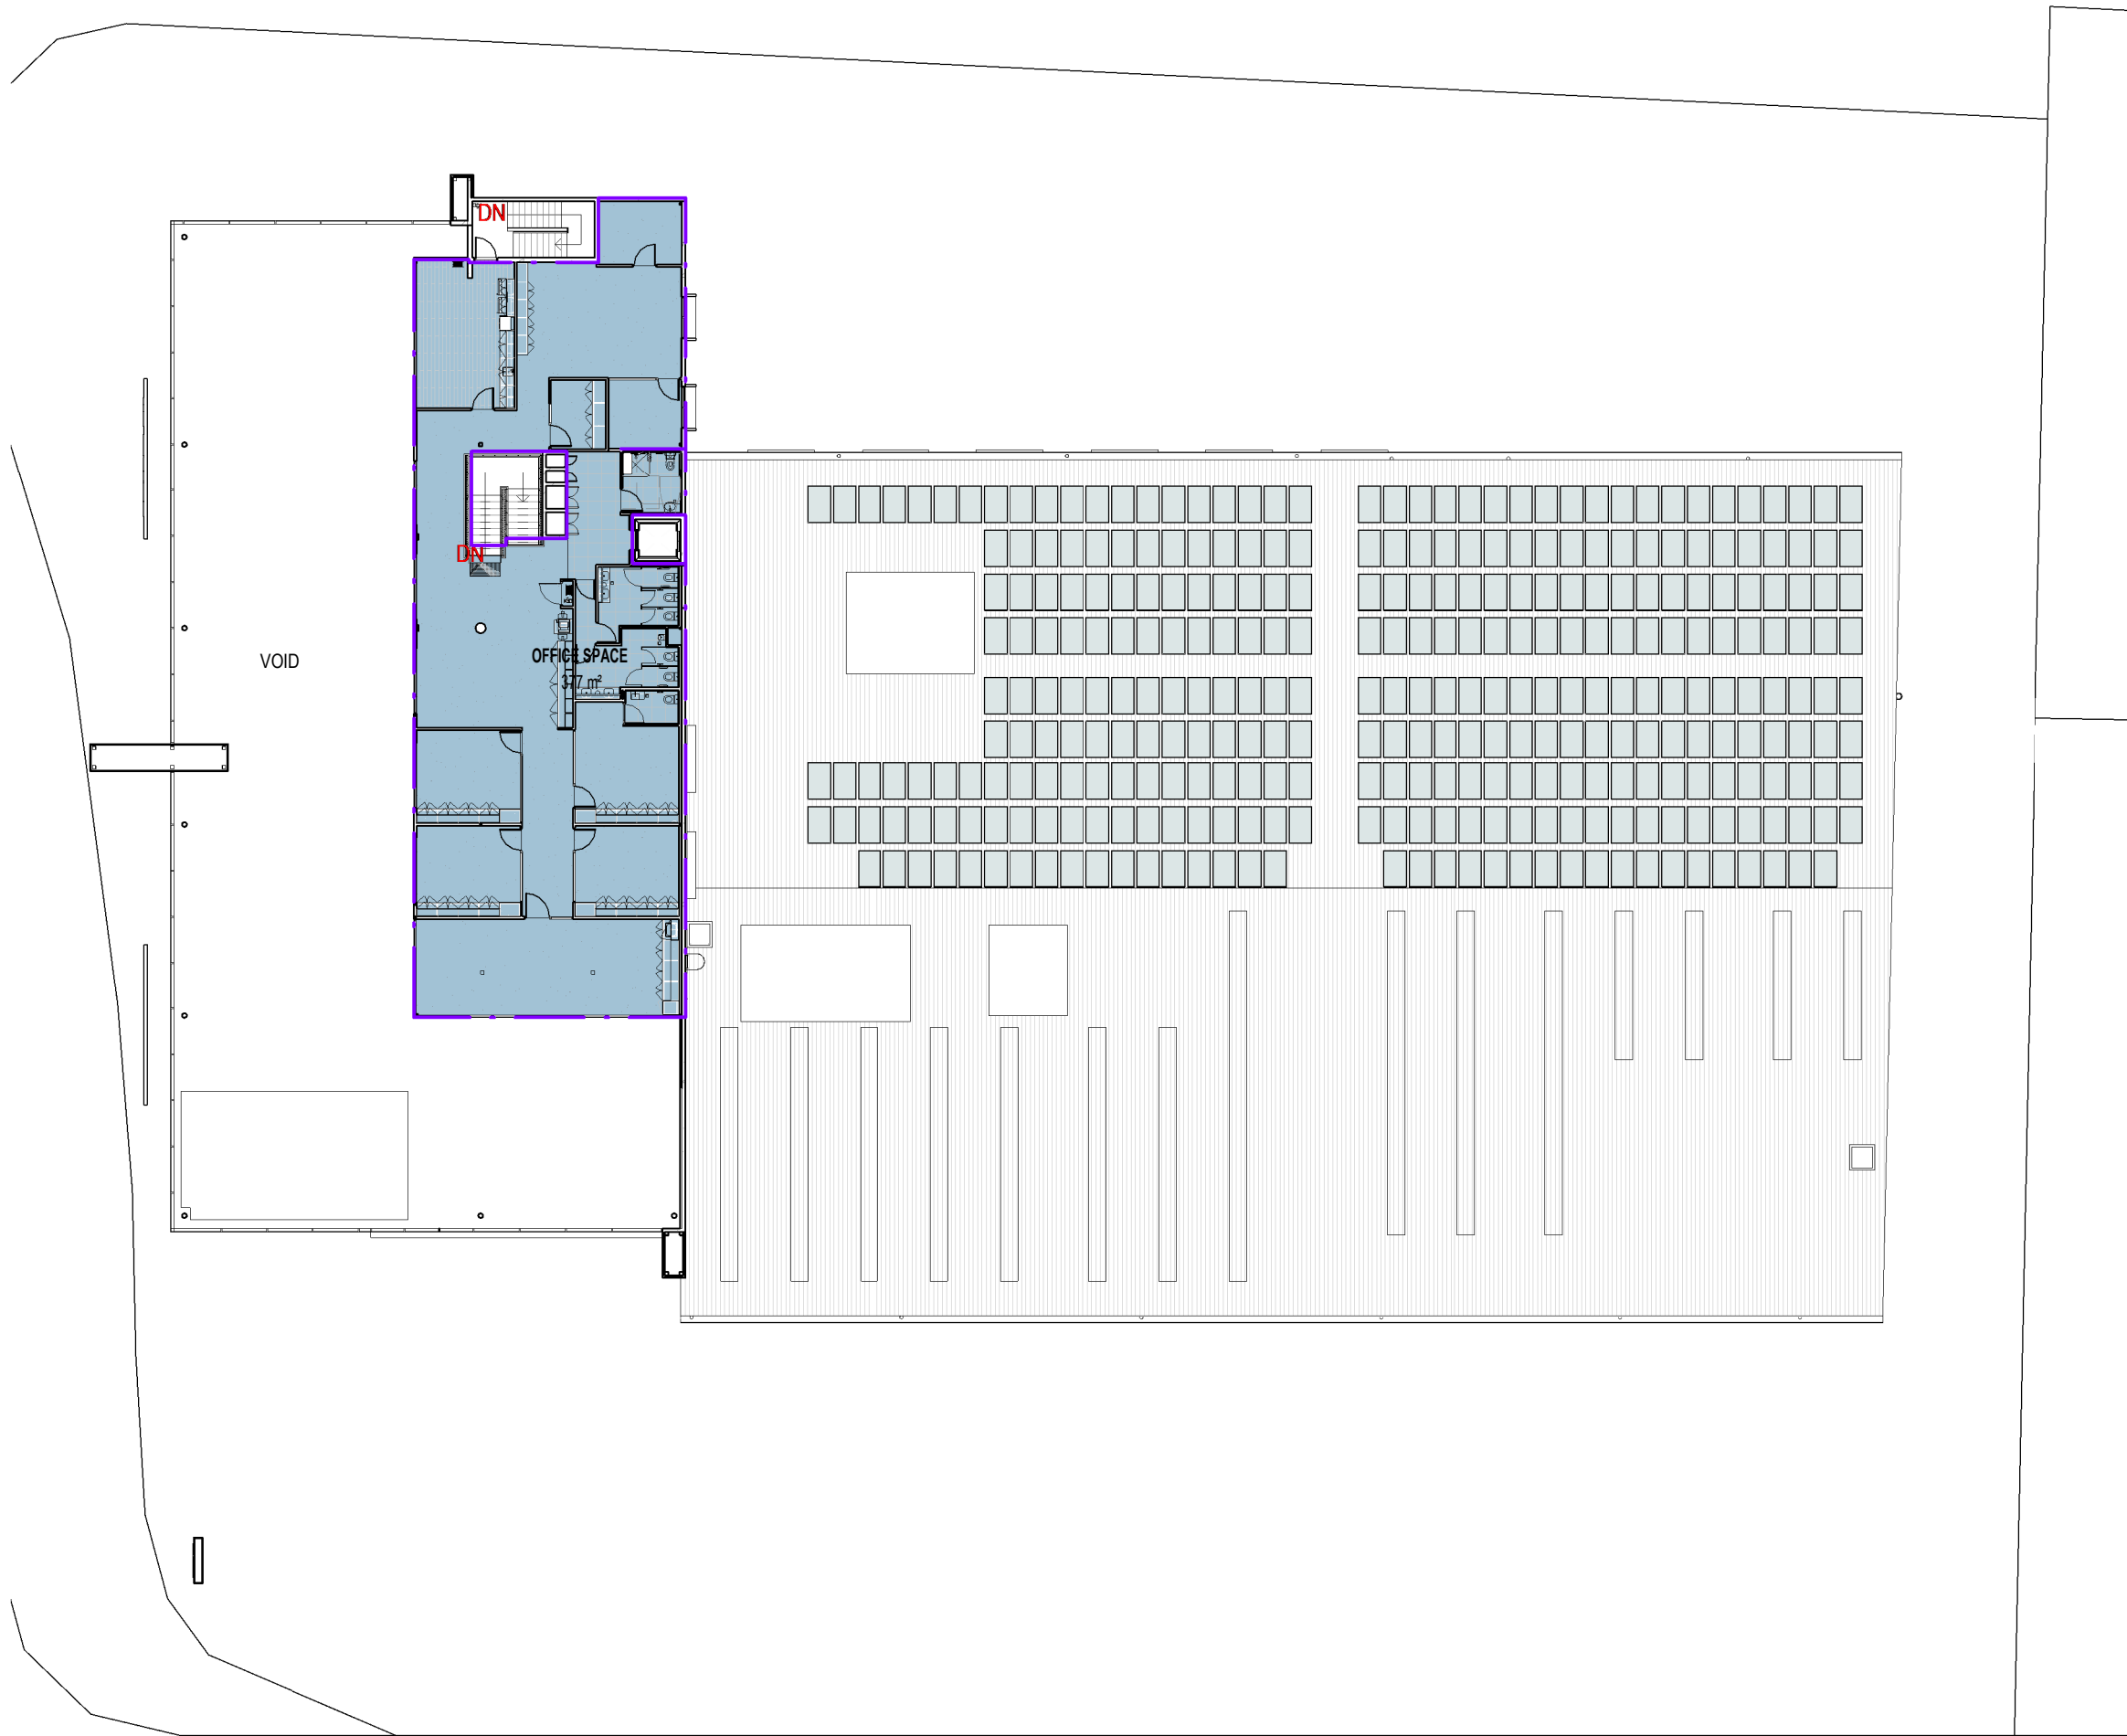 DN
DN
VOID
OFFICE SPACE
377 m²